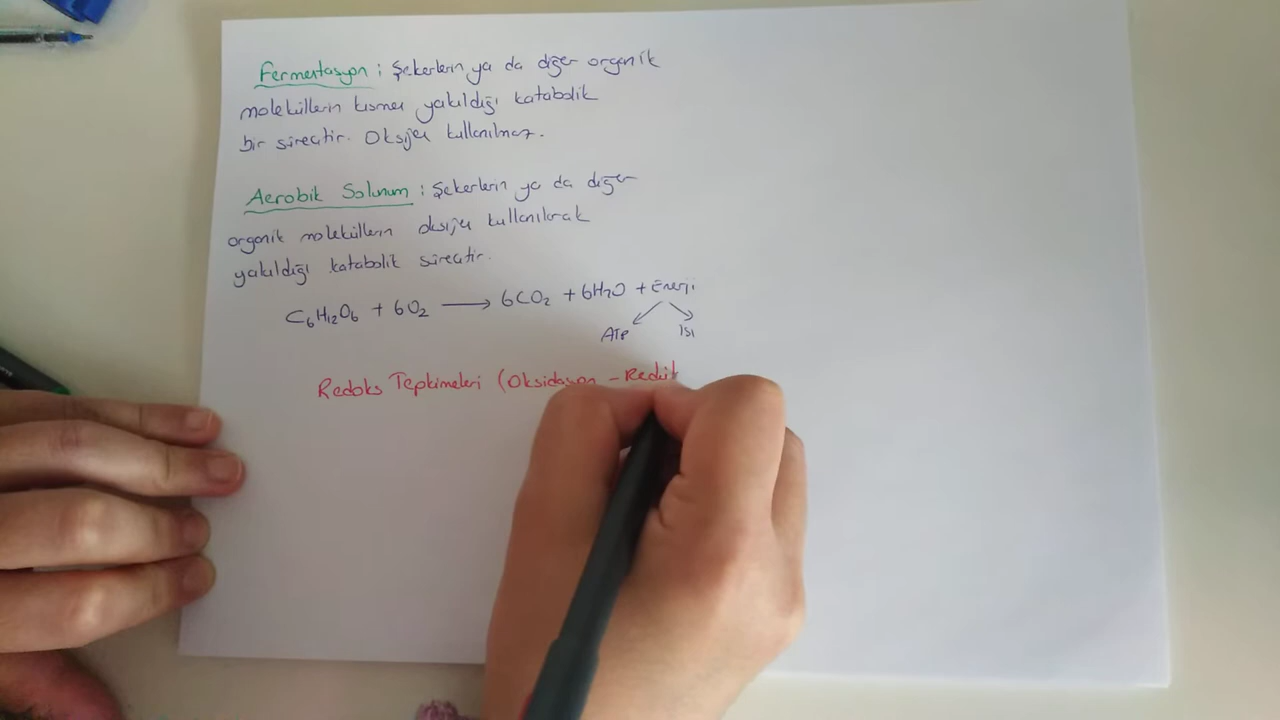 Fermentasyon : Şekerlerin ya da diğer organik
moleküllerin kısmen yakıldığı katabolik
bir süreçtir. Oksijen kullanılmaz.
Aerobik Solunum : Şekerlerin ya da diğer
organik moleküllerin oksijen kullanılarak
yakıldığı katabolik süreçtir.
C₆H₁₂O₆ + 6O₂ → 6CO₂ + 6H₂O + Enerji
ATP Isı
Redoks Tepkimeleri (Oksidasyon - Redük